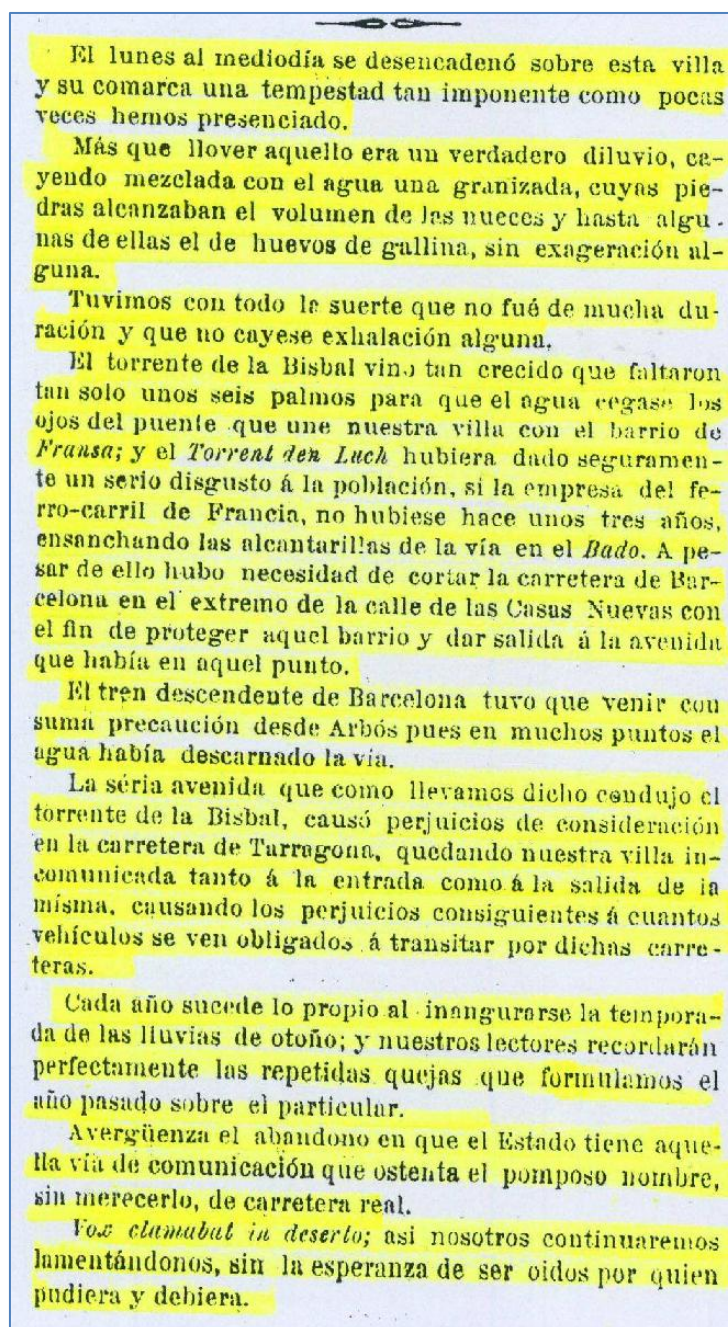 El lunes al mediodía se desencadenó sobre esta villa
y su comarca una tempestad tan imponente como pocas
veces hemos presenciado.
Más que llover aquello era un verdadero diluvio, ca-
yendo mezclada con el agua una granizada, cuyas pie-
dras alcanzaban el volumen de las nueces y hasta algu-
nas de ellas el de huevos de gallina, sin exageración al-
guna.
Tuvimos con todo la suerte que no fué de mucha du-
ración y que no cayese exhalación alguna.
El torrente de la Bisbal vino tan crecido que faltaron
tan solo unos seis palmos para que el agua cegase los
ojos del puente que une nuestra villa con el barrio de
Fransa; y el Torrent den Luch hubiera dado seguramen-
te un serio disgusto á la población, si la empresa del fe-
rro-carril de Francia, no hubiese hace unos tres años,
ensanchando las alcantarillas de la vía en el Bado. A pe-
sar de ello hubo necesidad de cortar la carretera de Bar-
celona en el extremo de la calle de las Casas Nuevas con
el fin de proteger aquel barrio y dar salida á la avenida
que había en aquel punto.
El tren descendente de Barcelona tuvo que venir con
suma precaución desde Arbós pues en muchos puntos el
agua había descarnado la via.
La séria avenida que como llevamos dicho condujo el
torrente de la Bisbal, causó perjuicios de consideración
en la carretera de Tarragona, quedando nuestra villa in-
comunicada tanto á la entrada como á la salida de la
misma, causando los perjuicios consiguientes á cuantos
vehículos se ven obligados á transitar por dichas carre-
teras.
Cada año sucede lo propio al inaugurarse la tempora-
da de las lluvias de otoño; y nuestros lectores recordarán
perfectamente las repetidas quejas que formulamos el
año pasado sobre el particular.
Avergüenza el abandono en que el Estado tiene aque-
lla vía de comunicación que ostenta el pomposo nombre,
sin merecerlo, de carretera real.
Vox clamabat in deserto; asi nosotros continuaremos
lamentándonos, sin la esperanza de ser oidos por quien
pudiera y debiera.